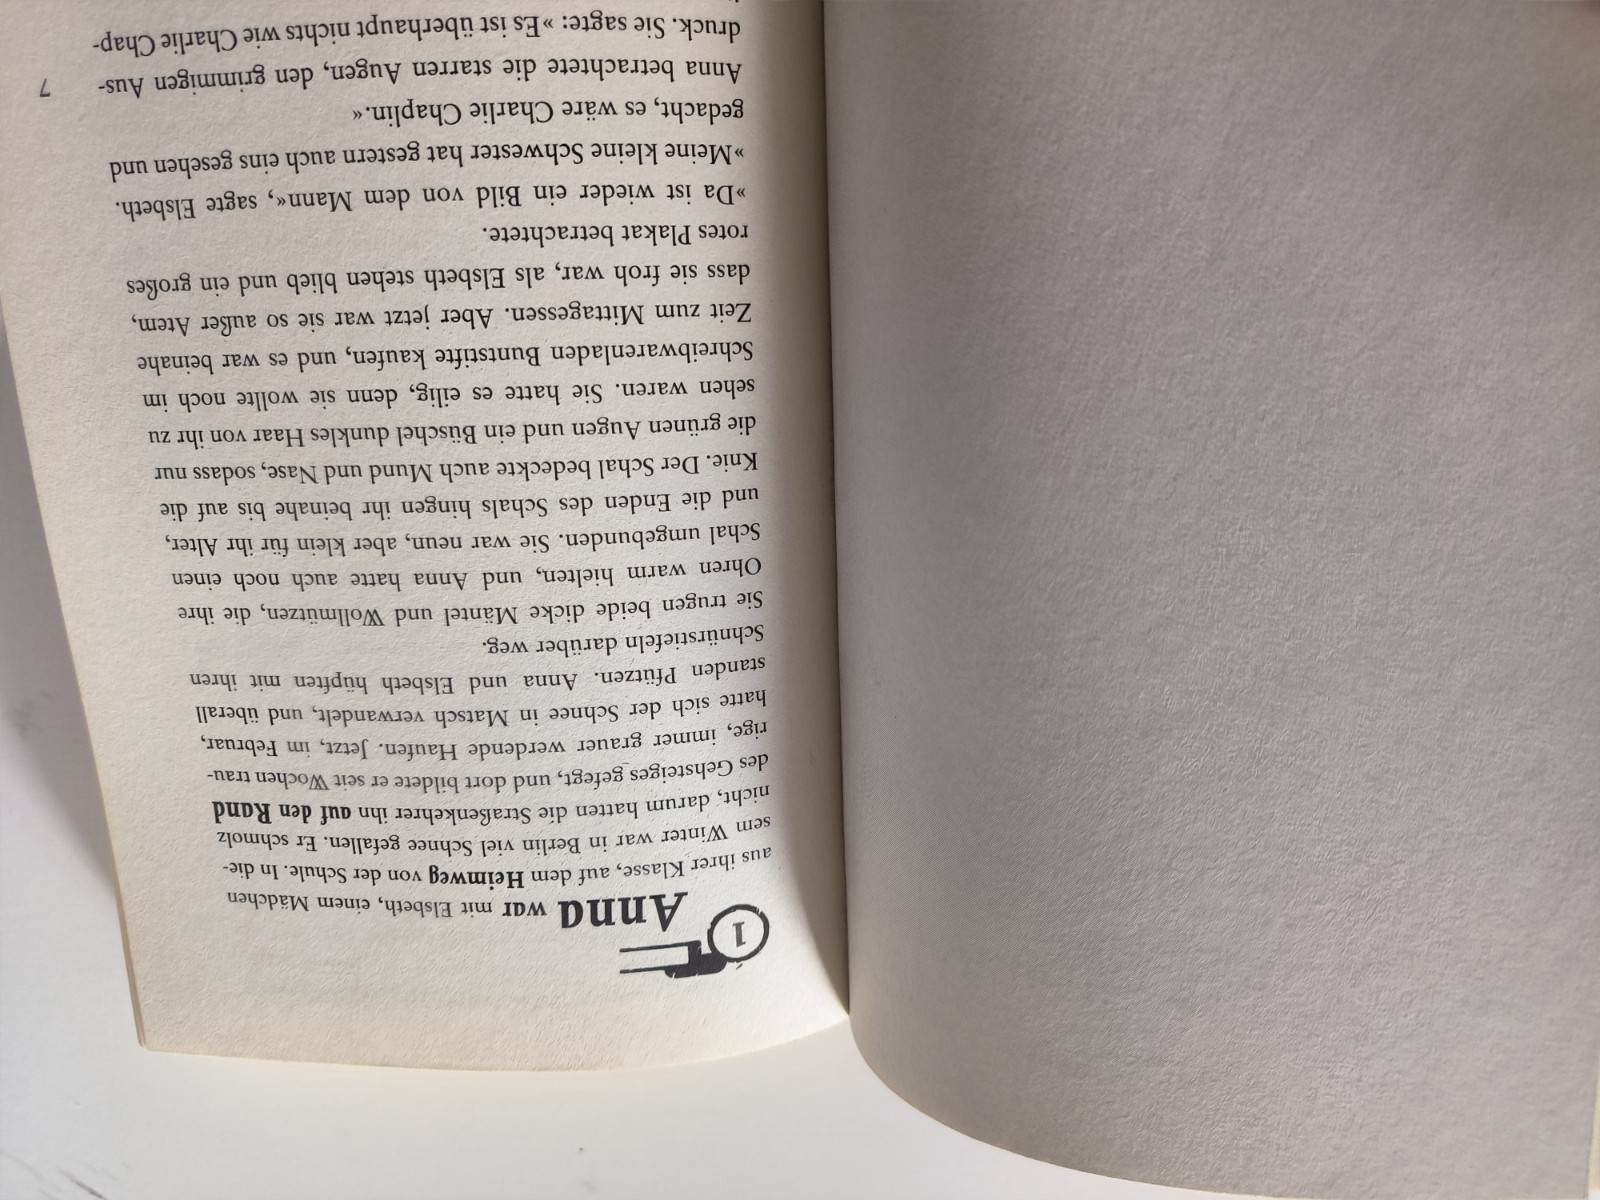 1
Anna war mit Elsbeth, einem Mädchen
aus ihrer Klasse, auf dem Heimweg von der Schule. In die-
sem Winter war in Berlin viel Schnee gefallen. Er schmolz
nicht, darum hatten die Straßenkehrer ihn auf den Rand
des Gehsteiges gefegt, und dort bildete er seit Wochen trau-
rige, immer grauer werdende Haufen. Jetzt, im Februar,
hatte sich der Schnee in Matsch verwandelt, und überall
standen Pfützen. Anna und Elsbeth hüpften mit ihren
Schnürstiefeln darüber weg.
Sie trugen beide dicke Mäntel und Wollmützen, die ihre
Ohren warm hielten, und Anna hatte auch noch einen
Schal umgebunden. Sie war neun, aber klein für ihr Alter,
und die Enden des Schals hingen ihr beinahe bis auf die
Knie. Der Schal bedeckte auch Mund und Nase, sodass nur
die grünen Augen und ein Büschel dunkles Haar von ihr zu
sehen waren. Sie hatte es eilig, denn sie wollte noch im
Schreibwarenladen Buntstifte kaufen, und es war beinahe
Zeit zum Mittagessen. Aber jetzt war sie so außer Atem,
dass sie froh war, als Elsbeth stehen blieb und ein großes
rotes Plakat betrachtete.
»Da ist wieder ein Bild von dem Mann«, sagte Elsbeth.
»Meine kleine Schwester hat gestern auch eins gesehen und
gedacht, es wäre Charlie Chaplin.«
Anna betrachtete die starren Augen, den grimmigen Aus-
druck. Sie sagte: »Es ist überhaupt nichts wie Charlie Chap-
7